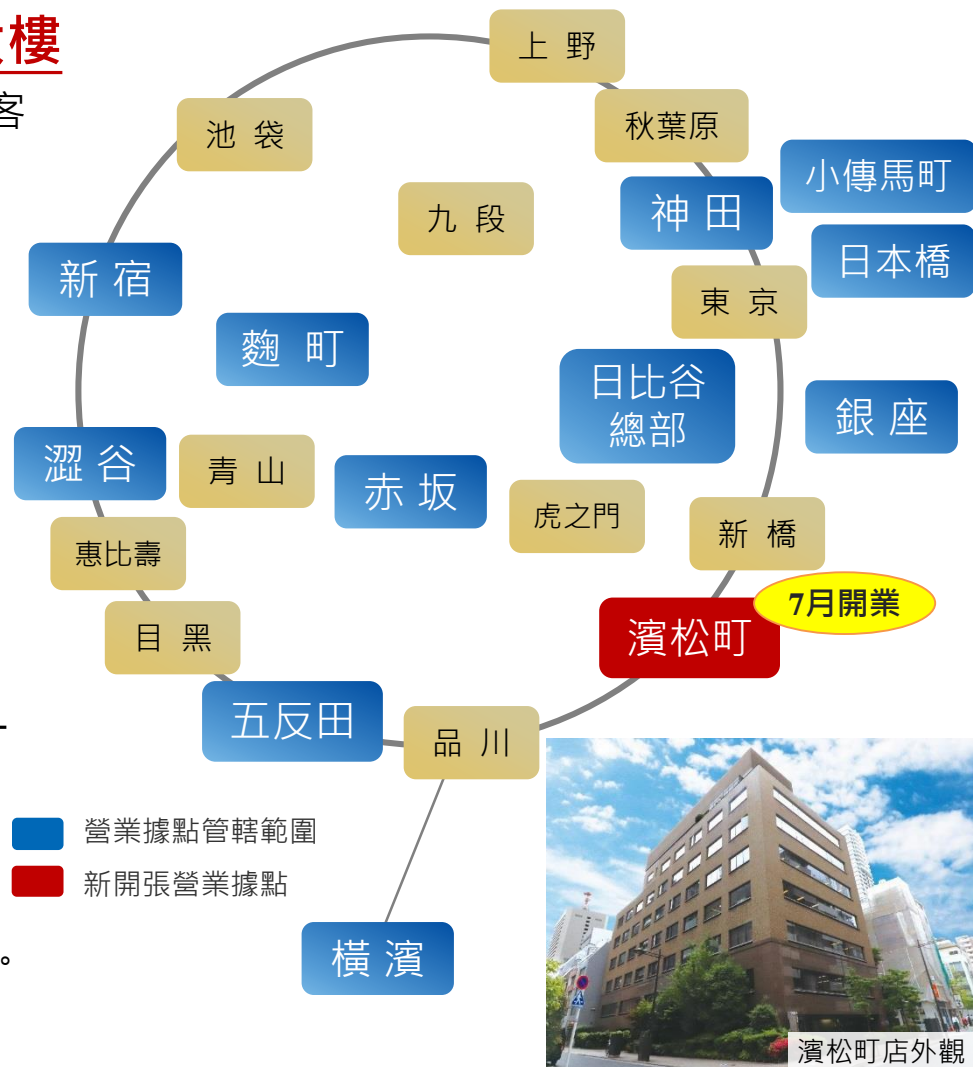 樓
客
上 野
池 袋
秋葉原
小傳馬町
九 段
神 田
日本橋
新 宿
東 京
麴 町
日比谷
總部
銀 座
澀 谷
青 山
赤 坂
虎之門
新 橋
惠比壽
7月開業
目 黑
濱松町
五反田
品 川
營業據點管轄範圍
新開張營業據點
橫 濱
。
濱松町店外觀